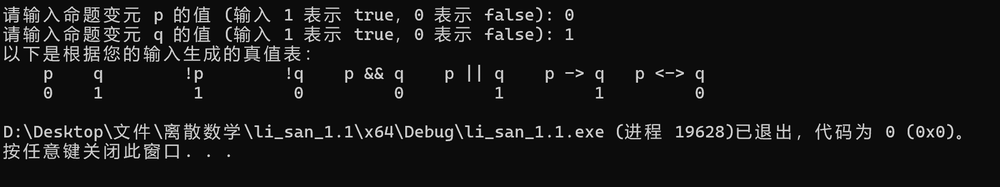 请输入命题变元 p 的值 (输入 1 表示 true，0 表示 false): 0
请输入命题变元 q 的值 (输入 1 表示 true，0 表示 false): 1
以下是根据您的输入生成的真值表：
p q !p !q p && q p || q p -> q p <-> q
0 1 1 0 0 1 1 0
D:\Desktop\文件\离散数学\li_san_1.1\x64\Debug\li_san_1.1.exe (进程 19628)已退出，代码为 0 (0x0)。
按任意键关闭此窗口. . .